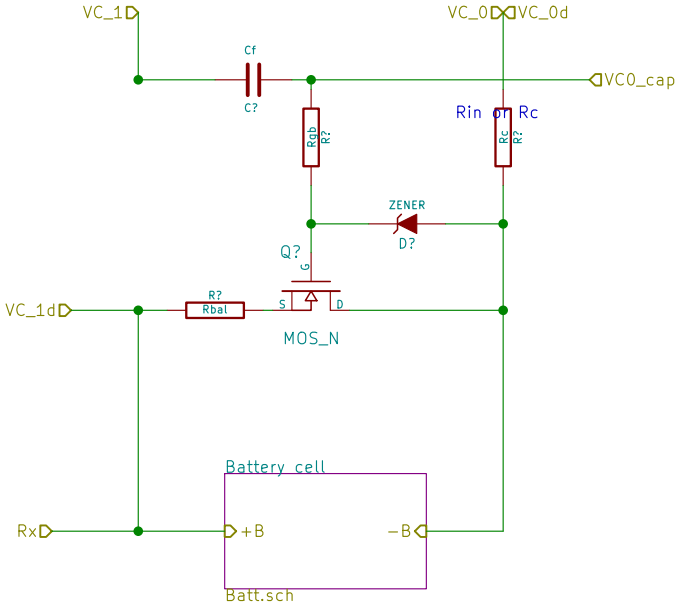 VC_1
VC_0
VC_0d
Cf
C?
VC0_cap
Rin or Rc
Rgb
R?
Rc
R?
ZENER
D?
Q?
G
S
D
MOS_N
VC_1d
R?
Rbal
Battery cell
Rx
+B
-B
Batt.sch